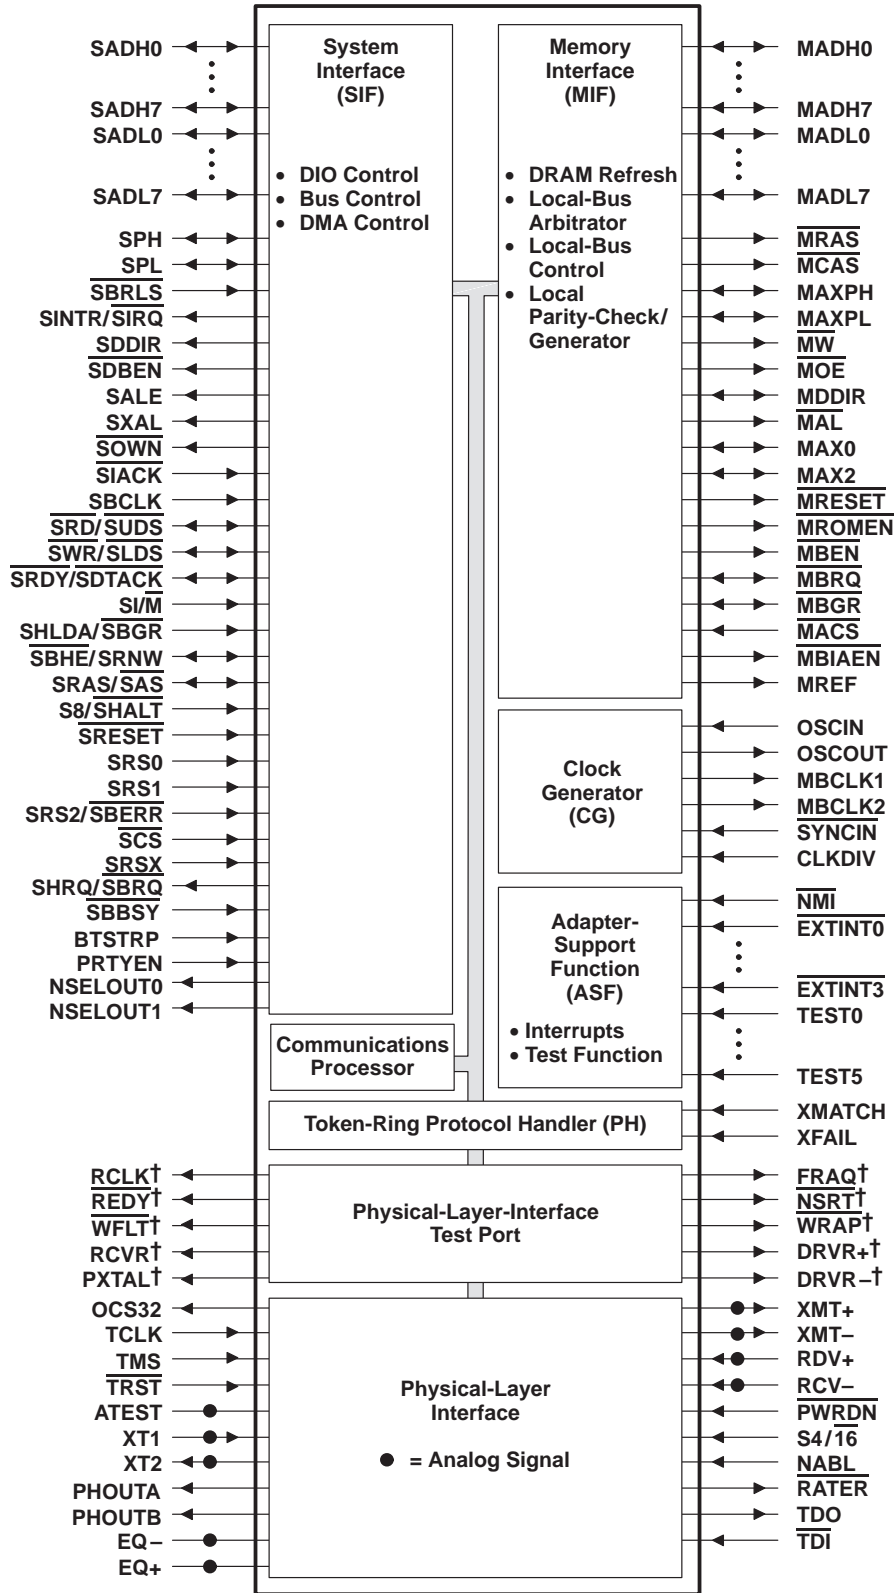 SADH0
SADH7
SADL0
SADL7
SPH
SPL
SBRLS
SINTR/SIRQ
SDDIR
SDBEN
SALE
SXAL
SOWN
SIACK
SBCLK
SRD/SUDS
SWR/SLDS
SRDY/SDTACK
SI/M
SHLDA/SBGR
SBHE/SRNW
SRAS/SAS
S8/SHALT
SRESET
SRS0
SRS1
SRS2/SBERR
SCS
SRSX
SHRQ/SBRQ
SBBSY
BTSTRP
PRTYEN
NSELOUT0
NSELOUT1
RCLK†
REDY†
WFLT†
RCVR†
PXTAL†
OCS32
TCLK
TMS
TRST
ATEST
XT1
XT2
PHOUTA
PHOUTB
EQ–
EQ+
System
Interface
(SIF)
• DIO Control
• Bus Control
• DMA Control
Communications
Processor
Memory
Interface
(MIF)
• DRAM Refresh
• Local-Bus
Arbitrator
• Local-Bus
Control
• Local
Parity-Check/
Generator
Clock
Generator
(CG)
Adapter-
Support
Function
(ASF)
• Interrupts
• Test Function
Token-Ring Protocol Handler (PH)
Physical-Layer-Interface
Test Port
Physical-Layer
Interface
● = Analog Signal
MADH0
MADH7
MADL0
MADL7
MRAS
MCAS
MAXPH
MAXPL
MW
MOE
MDDIR
MAL
MAX0
MAX2
MRESET
MROMEN
MBEN
MBRQ
MBGR
MACS
MBIAEN
MREF
OSCIN
OSCOUT
MBCLK1
MBCLK2
SYNCIN
CLKDIV
NMI
EXTINT0
EXTINT3
TEST0
TEST5
XMATCH
XFAIL
FRAQ†
NSRT†
WRAP†
DRVR+†
DRVR–†
XMT+
XMT–
RDV+
RCV–
PWRDN
S4/16
NABL
RATER
TDO
TDI